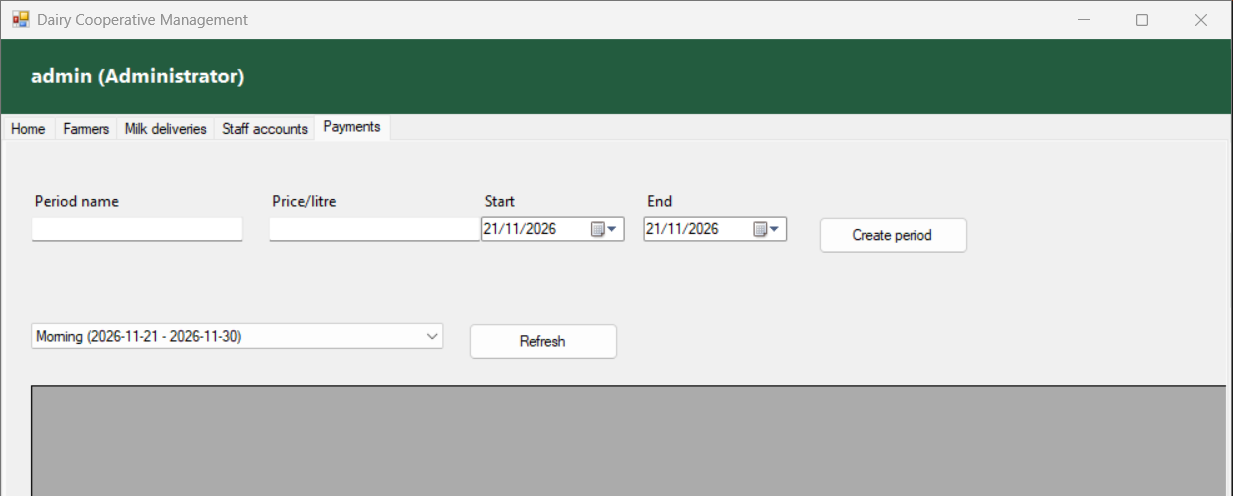 Dairy Cooperative Management
admin (Administrator)
Home Farmers Milk deliveries Staff accounts Payments
Period name Price/litre Start End
21/11/2026 21/11/2026 Create period
Morning (2026-11-21 - 2026-11-30) Refresh